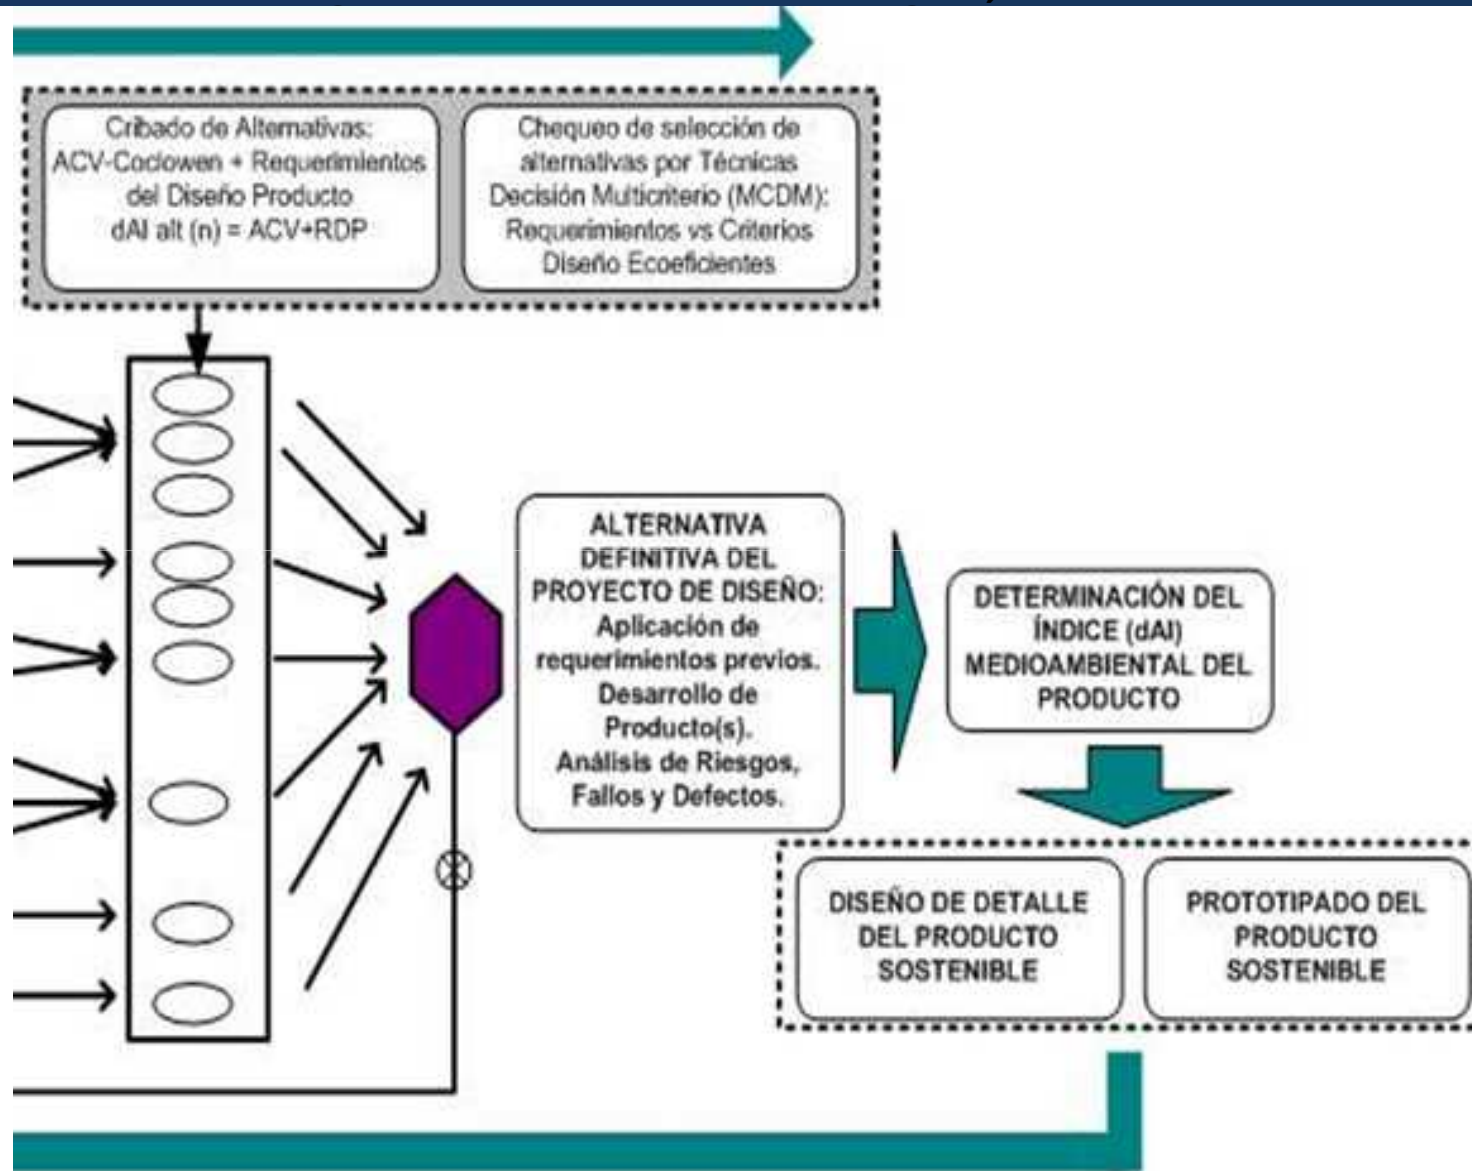 Cribado de Alternativas:
ACV-Coclowen + Requerimientos
del Diseño Producto
dAI alt (n) = ACV+RDP
Chequeo de selección de
alternativas por Técnicas
Decisión Multicriterio (MCDM):
Requerimientos vs Criterios
Diseño Ecoeficientes
ALTERNATIVA
DEFINITIVA DEL
PROYECTO DE DISEÑO:
Aplicación de
requerimientos previos.
Desarrollo de
Producto(s).
Análisis de Riesgos,
Fallos y Defectos.
DETERMINACIÓN DEL
ÍNDICE (dAI)
MEDIOAMBIENTAL DEL
PRODUCTO
DISEÑO DE DETALLE
DEL PRODUCTO
SOSTENIBLE
PROTOTIPADO DEL
PRODUCTO
SOSTENIBLE